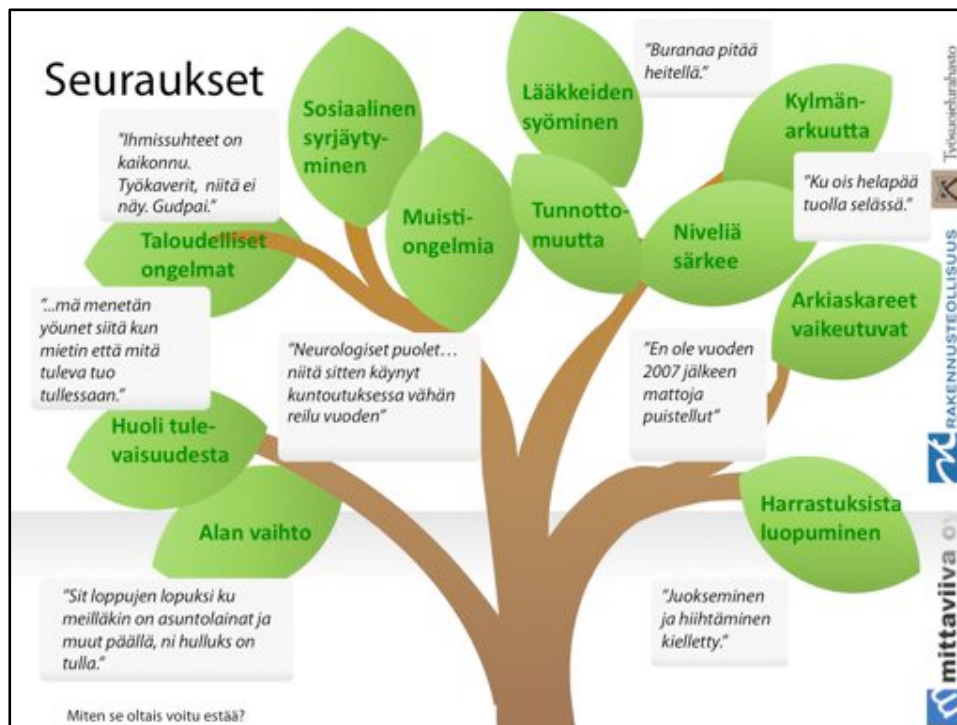 Seuraukset
"Ihmissuhteet on
kaikonnu.
Työkaverit, niitä ei
näy. Gudpai."
Sosiaalinen
syrjäyty-
minen
Lääkkeiden
syöminen
"Buranaa pitää
heitellä."
Kylmän-
arkuutta
"Ku ois helapää
tuolla selässä."
Taloudelliset
ongelmat
Muisti-
ongelmia
Tunnotto-
muutta
Niveliä
särkee
Arkiaskareet
vaikeutuvat
"...mä menetän
yöunet siitä kun
mietin että mitä
tuleva tuo
tullessaan."
"Neurologiset puolet…
niitä sitten käynyt
kuntoutuksessa vähän
reilu vuoden"
"En ole vuoden
2007 jälkeen
mattoja
puistellut"
Huoli tule-
vaisuudesta
Alan vaihto
Harrastuksista
luopuminen
"Sit loppujen lopuksi ku
meilläkin on asuntolainat ja
muut päällä, ni hulluks on
tulla."
"Juokseminen
ja hiihtäminen
kielletty."
Miten se oltais voitu estää?
Työsuojelurahasto
RAKENNUSTEOLLISUUS
mittaviiva oy